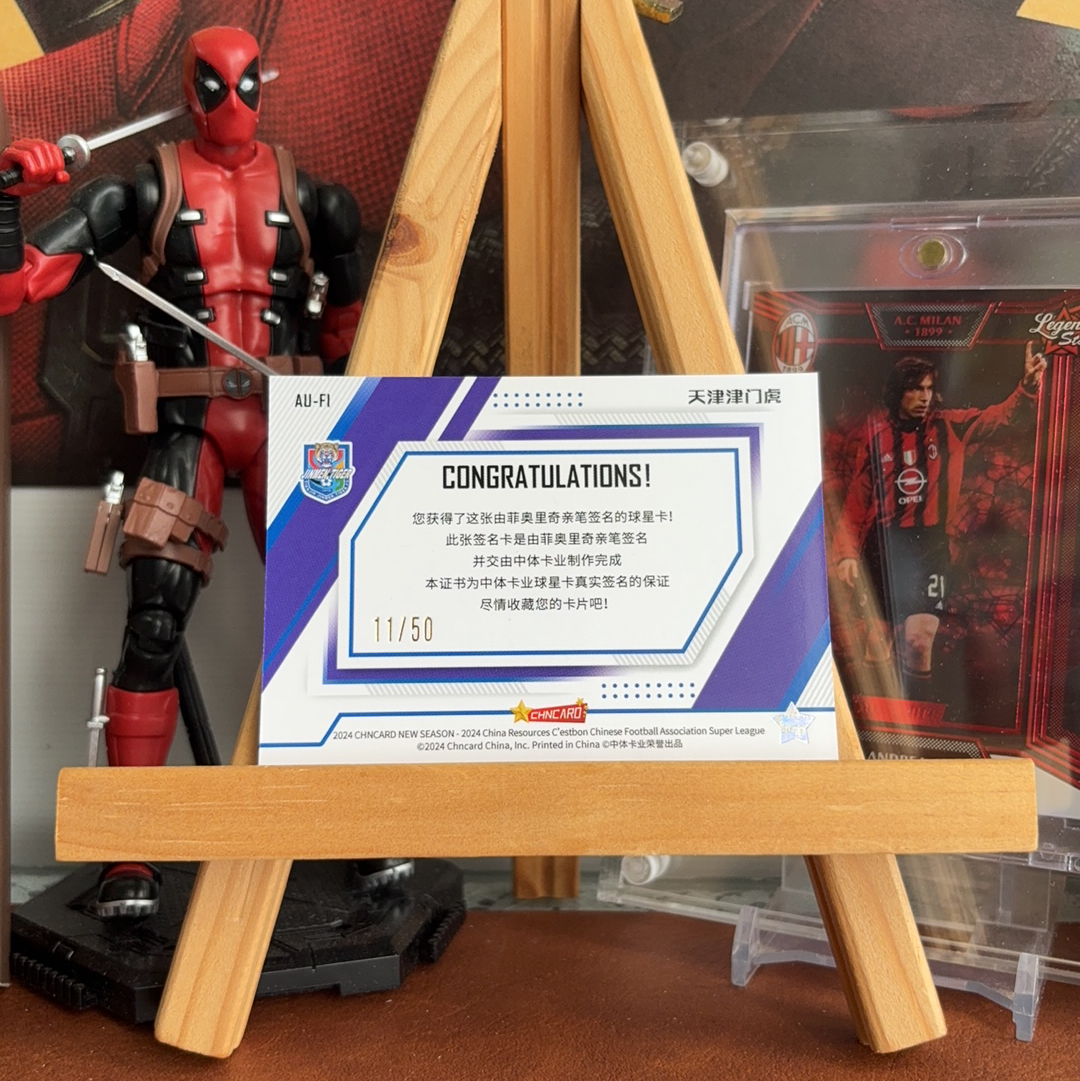 AU-FI
天津津门虎
JINMEN TIGER
CONGRATULATIONS!
您获得了这张由菲奥里奇亲笔签名的球星卡！
此张签名卡是由菲奥里奇亲笔签名
并交由中体卡业制作完成
本证书为中体卡业球星卡真实签名的保证
尽情收藏您的卡片吧！
11/50
CHNCARD
2024 CHNCARD NEW SEASON - 2024 China Resources C'estbon Chinese Football Association Super League
©2024 Chncard China, Inc. Printed in China ©中体卡业荣誉出品
A.C. MILAN
1899
ACM
1899
OPEL
21